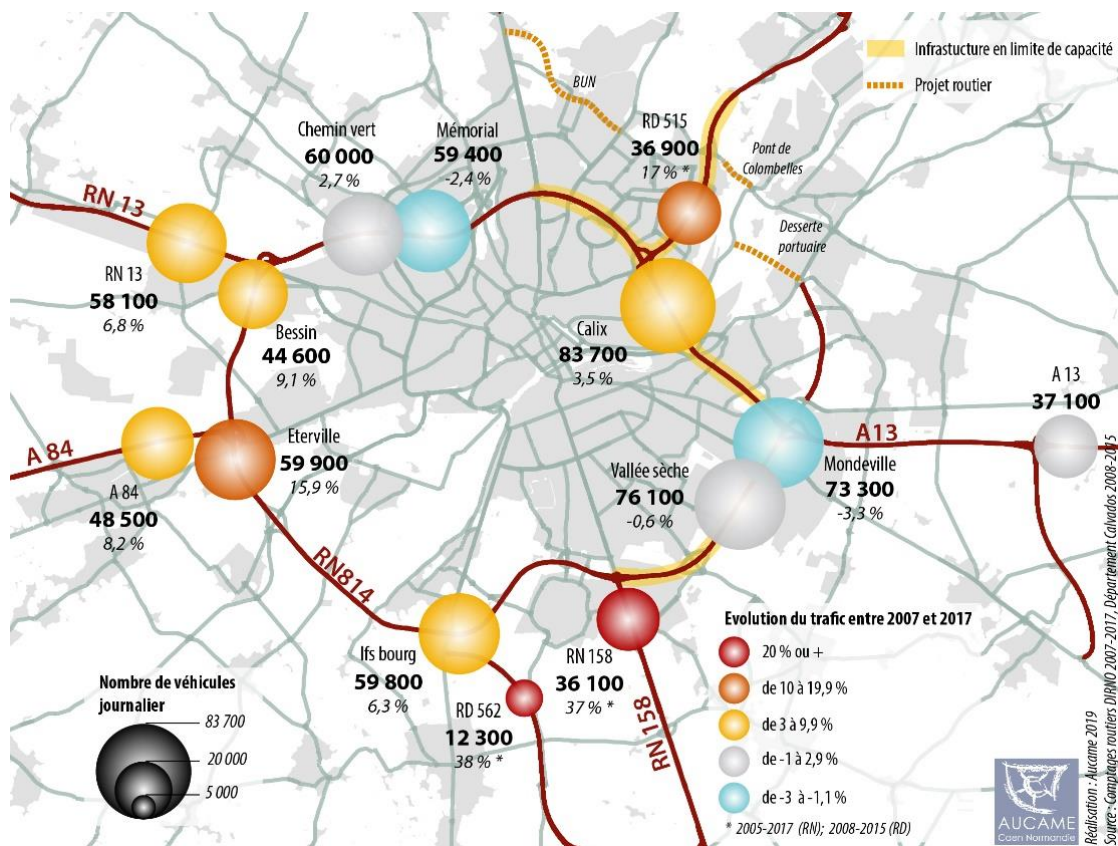 Infrastucture en limite de capacité
Projet routier
BUN
RD 515
36 900
17 % *
Pont de
Colombelles
Desserte
portuaire
Chemin vert
60 000
2,7 %
Mémorial
59 400
-2,4 %
RN 13
RN 13
58 100
6,8 %
Bessin
44 600
9,1 %
Calix
83 700
3,5 %
A 13
37 100
A13
A 84
A 84
48 500
8,2 %
Eterville
59 900
15,9 %
Vallée sèche
76 100
-0,6 %
Mondeville
73 300
-3,3 %
RN814
Ifs bourg
59 800
6,3 %
RD 562
12 300
38 % *
RN 158
36 100
37 % *
RN 158
Nombre de véhicules
journalier
83 700
20 000
5 000
Evolution du trafic entre 2007 et 2017
20 % ou +
de 10 à 19,9 %
de 3 à 9,9 %
de -1 à 2,9 %
de -3 à -1,1 %
* 2005-2017 (RN); 2008-2015 (RD)
AUCAME
Caen Normandie
Réalisation : Aucame 2019
Source : Comptages routiers DIRNO 2007-2017, Département Calvados 2008-2015